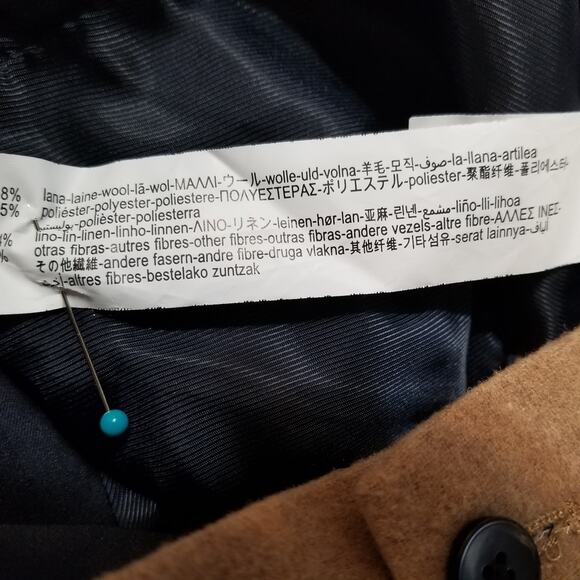 8% lana-laine-wool-lã-wol-ΜΑΛΛΙ-ウール-wolle-uld-volna-羊毛-모직-صوف-la-llana-artilea
5% poliéster-polyester-poliestere-ΠΟΛΥΕΣΤΕΡΑΣ-ポリエステル-poliester-聚酯纤维-폴리에스터-
بوليستير-polièster-poliesterra
% lino-lin-linen-linho-linnen-ΛΙΝΟ-リネン-leinen-hør-lan-亚麻-린넨-مشمع-liño-lli-lihoa
% otras fibras-autres fibres-other fibres-outras fibras-andere vezels-altre fibre-ΑΛΛΕΣ ΙΝΕΣ-
その他繊維-andere fasern-andre fibre-druga vlakna-其他纤维-기타섬유-serat lainnya-ألياف
-altres fibres-bestelako zuntzak